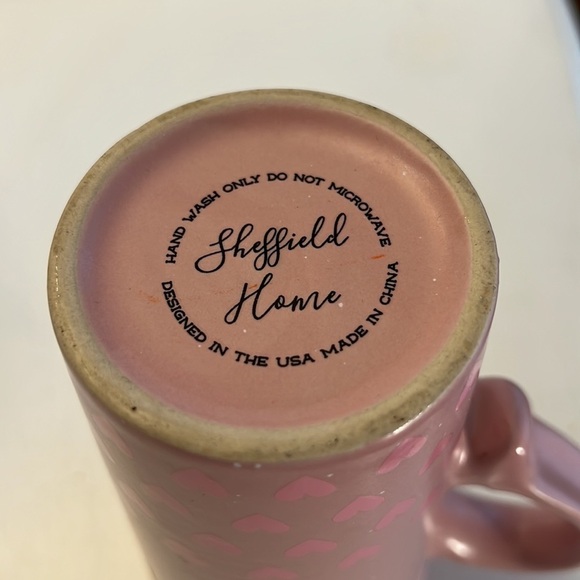 HAND WASH ONLY DO NOT MICROWAVE
Sheffield
Home
DESIGNED IN THE USA MADE IN CHINA